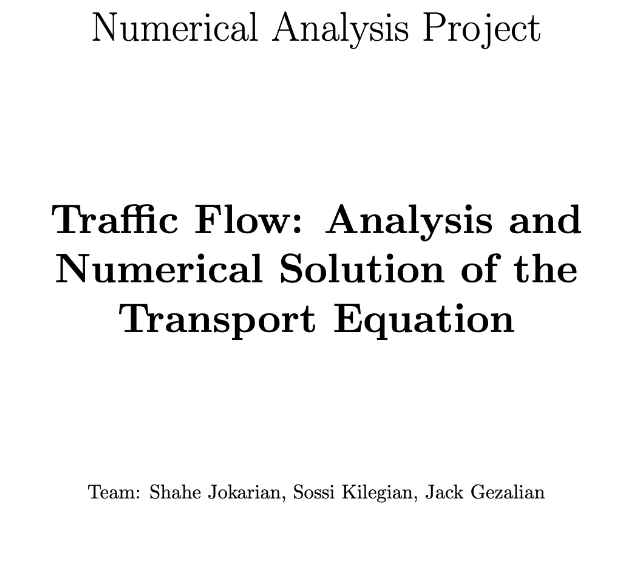 Numerical Analysis Project
Traffic Flow: Analysis and
Numerical Solution of the
Transport Equation
Team: Shahe Jokarian, Sossi Kilegian, Jack Gezalian